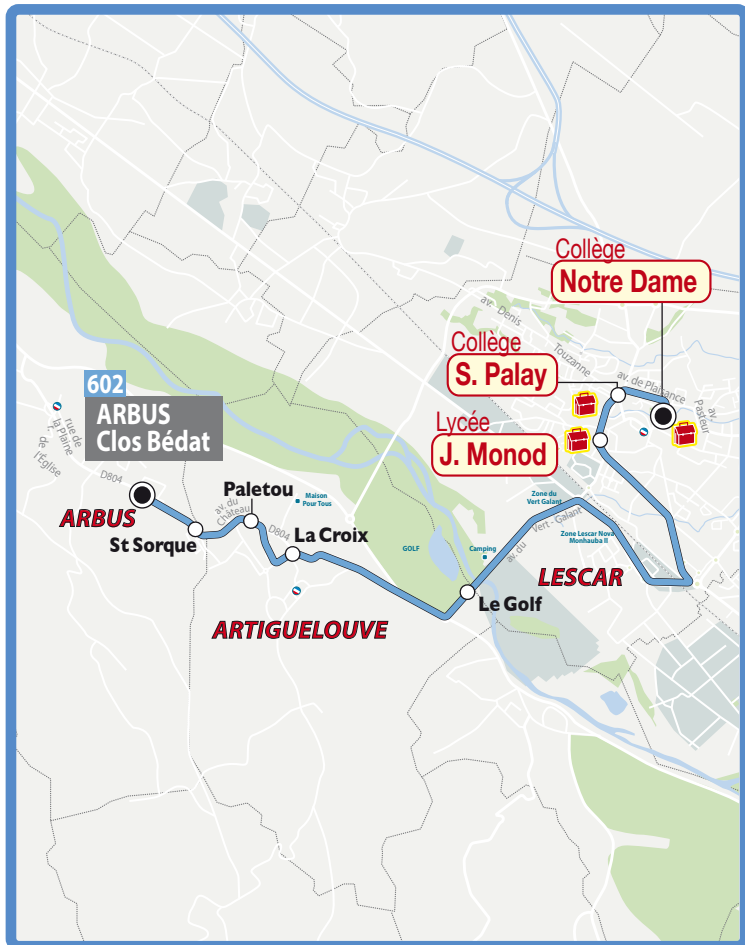 Collège
Notre Dame
av. Denis
Touzanne
Collège
S. Palay
av. de Plaisance
av.
Pasteur
602
ARBUS
Clos Bédat
Lycée
J. Monod
rue de
la Plaine
de
l'Église
D804
ARBUS
Paletou
av. du
Château
Maison
Pour Tous
St Sorque
D804
La Croix
GOLF
Camping
Zone du
Vert Galant
av. du Vert - Galant
Zone Lescar Nova
Monhauba II
LESCAR
Le Golf
ARTIGUELOUVE